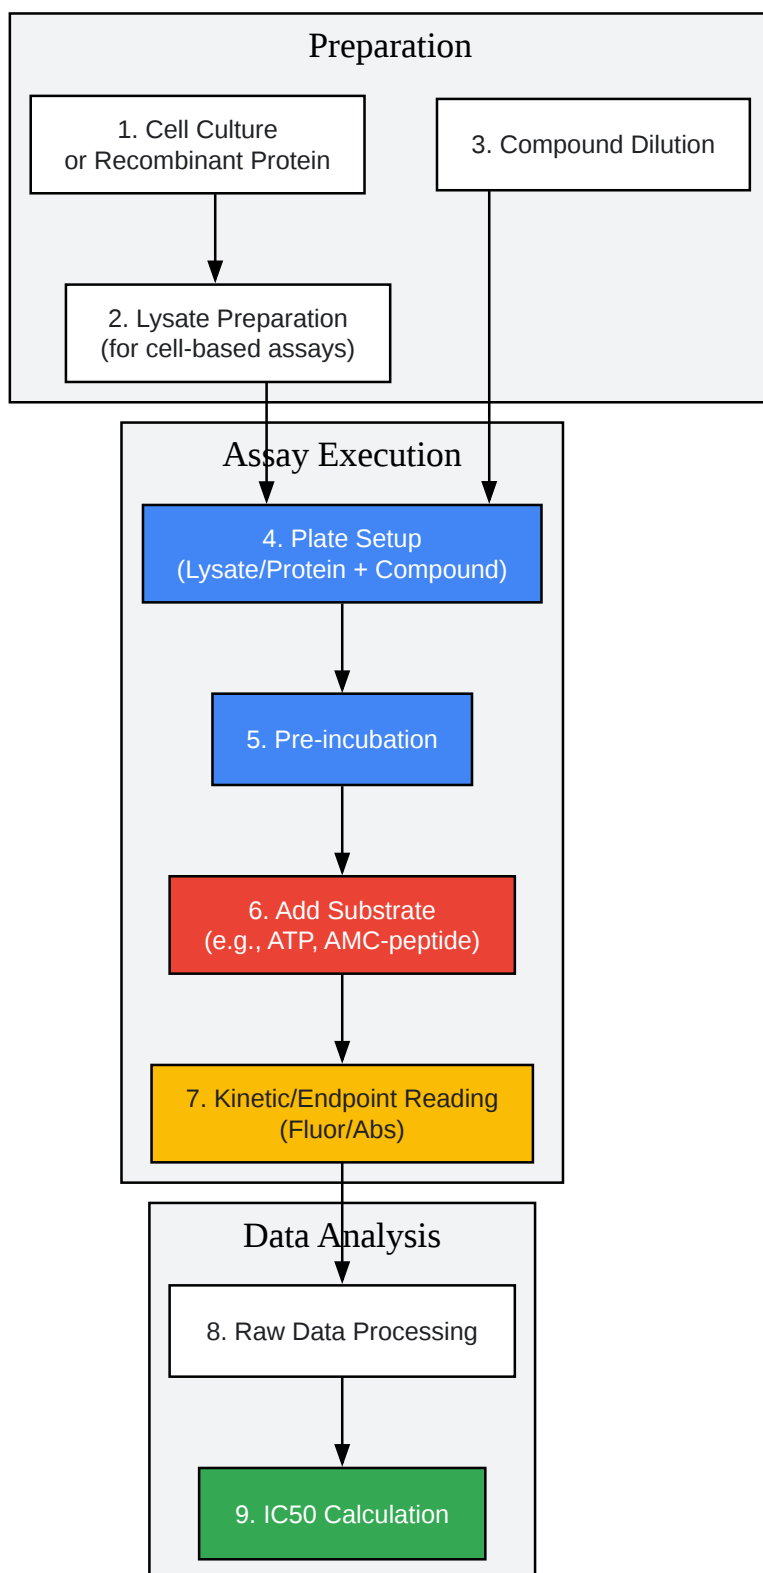 Preparation
1. Cell Culture
or Recombinant Protein
3. Compound Dilution
2. Lysate Preparation
(for cell-based assays)
Assay Execution
4. Plate Setup
(Lysate/Protein + Compound)
5. Pre-incubation
6. Add Substrate
(e.g., ATP, AMC-peptide)
7. Kinetic/Endpoint Reading
(Fluor/Abs)
Data Analysis
8. Raw Data Processing
9. IC50 Calculation